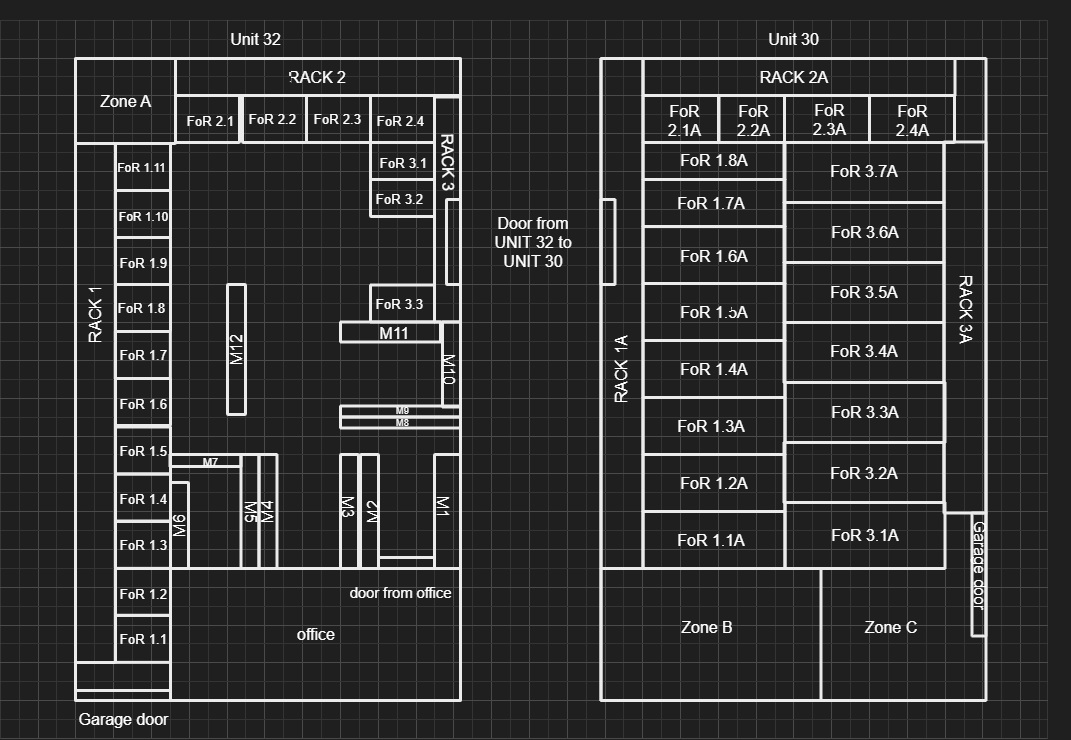 Unit 32
RACK 2
Zone A
FoR 2.1
FoR 2.2
FoR 2.3
FoR 2.4
RACK 3
FoR 3.1
FoR 3.2
FoR 1.11
FoR 1.10
FoR 1.9
FoR 1.8
FoR 1.7
FoR 1.6
FoR 1.5
FoR 1.4
FoR 1.3
FoR 1.2
FoR 1.1
RACK 1
M12
FoR 3.3
M11
M10
M9
M8
M7
M6
M5
M4
M3
M2
M1
door from office
office
Garage door
Door from
UNIT 32 to
UNIT 30
Unit 30
RACK 2A
FoR
2.1A
FoR
2.2A
FoR
2.3A
FoR
2.4A
RACK 1A
FoR 1.8A
FoR 1.7A
FoR 1.6A
FoR 1.5A
FoR 1.4A
FoR 1.3A
FoR 1.2A
FoR 1.1A
FoR 3.7A
FoR 3.6A
FoR 3.5A
FoR 3.4A
FoR 3.3A
FoR 3.2A
FoR 3.1A
RACK 3A
Garage door
Zone B
Zone C